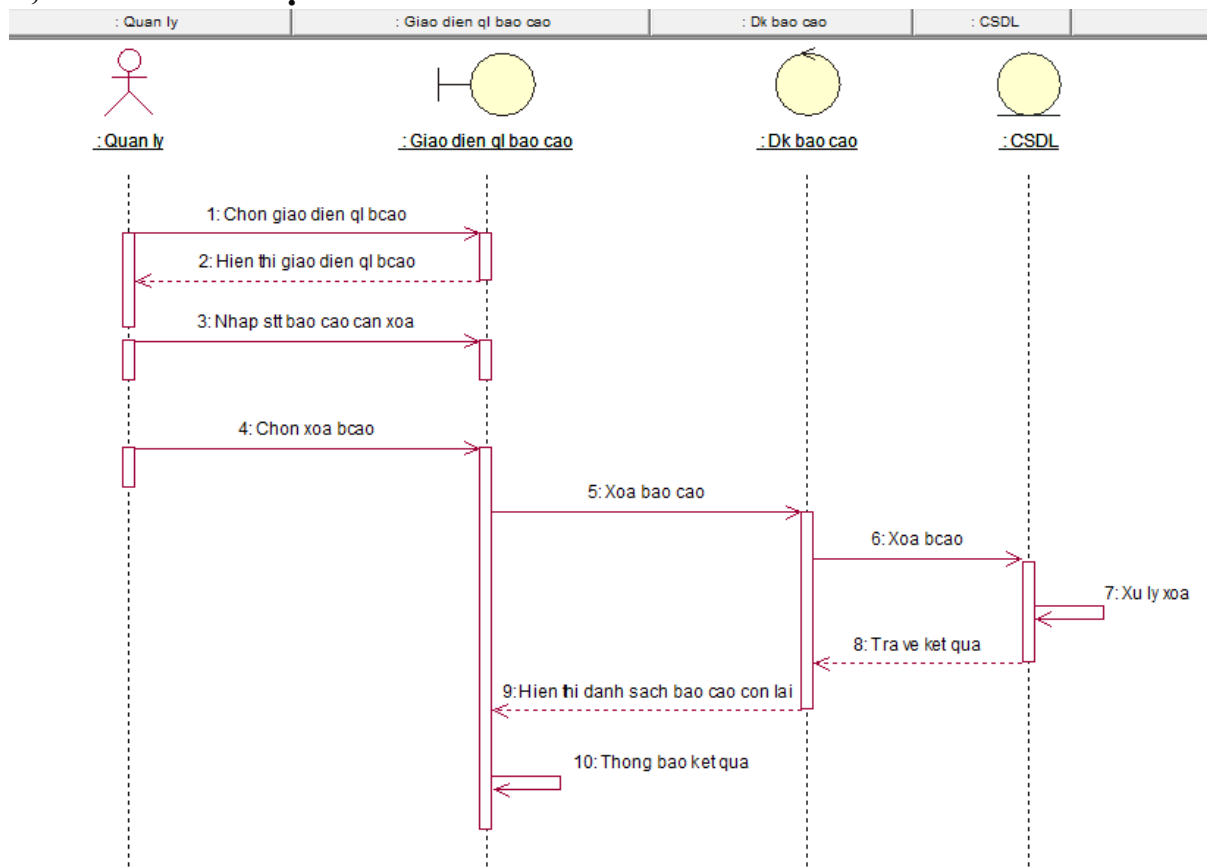 : Quan ly
: Giao dien ql bao cao
: Dk bao cao
: CSDL
: Quan ly
: Giao dien ql bao cao
: Dk bao cao
: CSDL
1: Chon giao dien ql bcao
2: Hien thi giao dien ql bcao
3: Nhap stt bao cao can xoa
4: Chon xoa bcao
5: Xoa bao cao
6: Xoa bcao
7: Xu ly xoa
8: Tra ve ket qua
9: Hien thi danh sach bao cao con lai
10: Thong bao ket qua